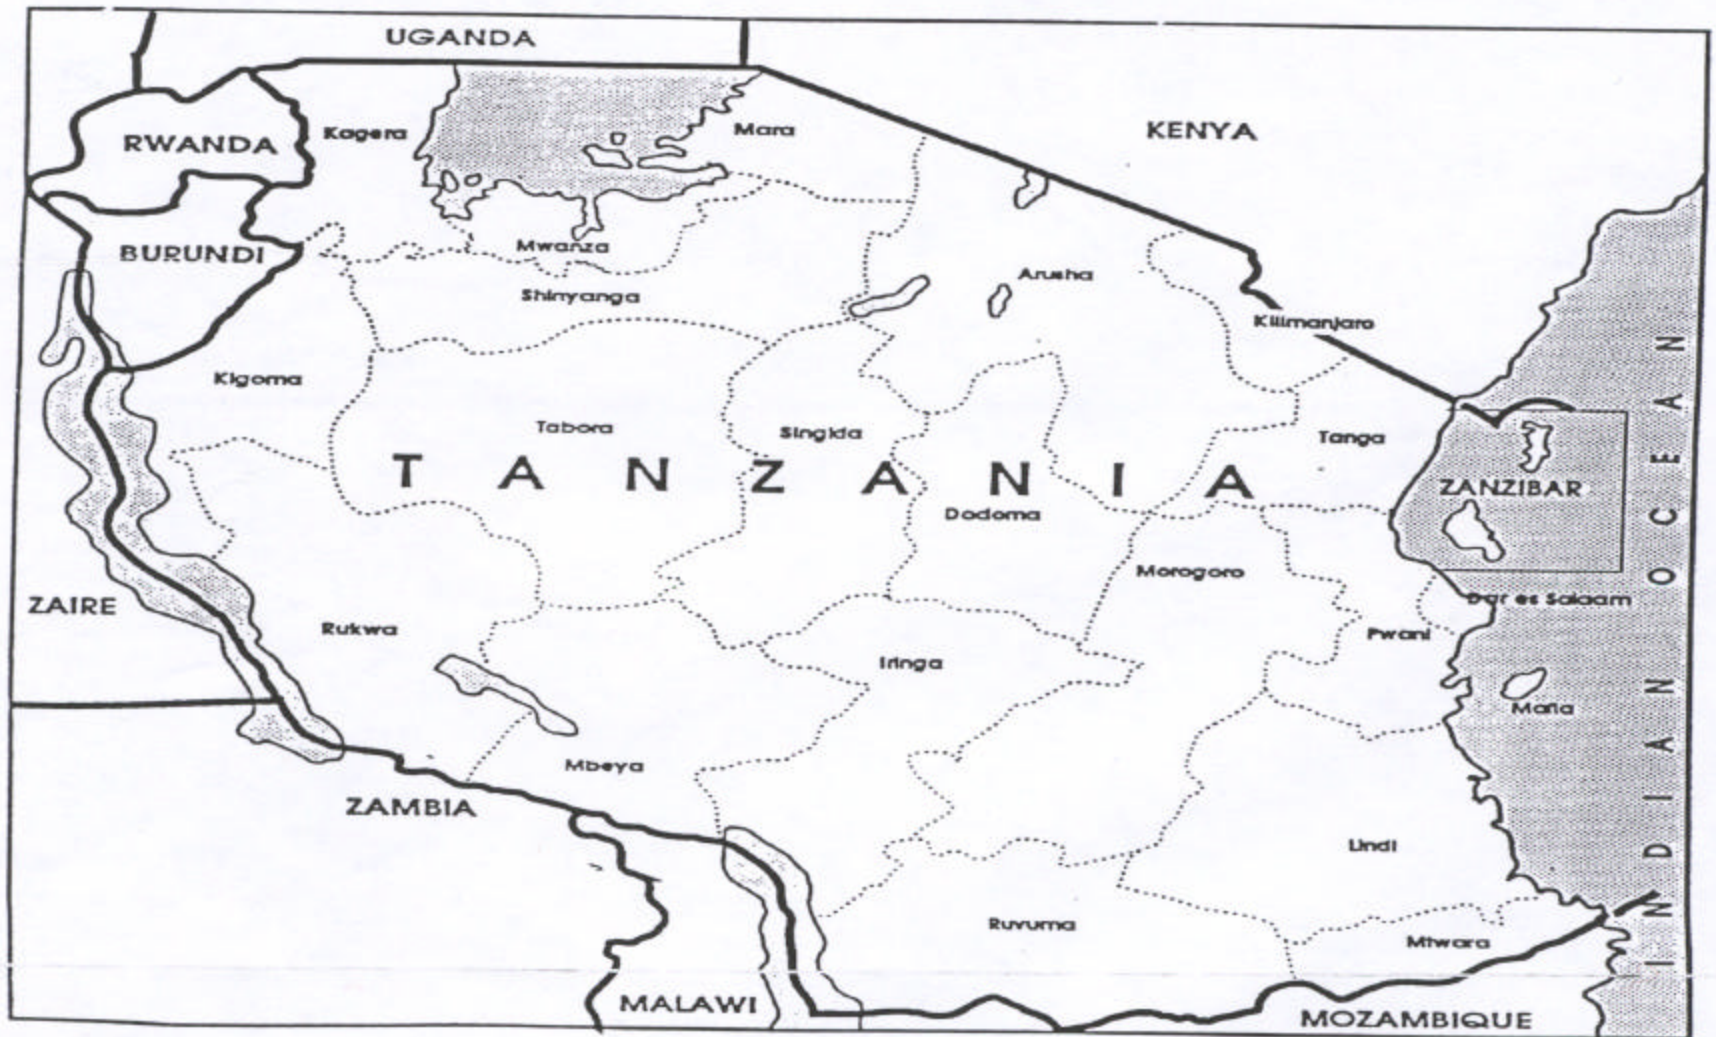 UGANDA
RWANDA
Kagera
Mara
KENYA
BURUNDI
Mwanza
Shinyanga
Arusha
Kilimanjaro
Kigoma
Tabora
Singida
Tanga
TANZANIA
ZANZIBAR
Dodoma
Morogoro
ZAIRE
Dar es Salaam
Rukwa
Pwani
Iringa
Mafia
Mbeya
ZAMBIA
Lindi
Ruvuma
Mtwara
MALAWI
MOZAMBIQUE
INDIAN OCEAN